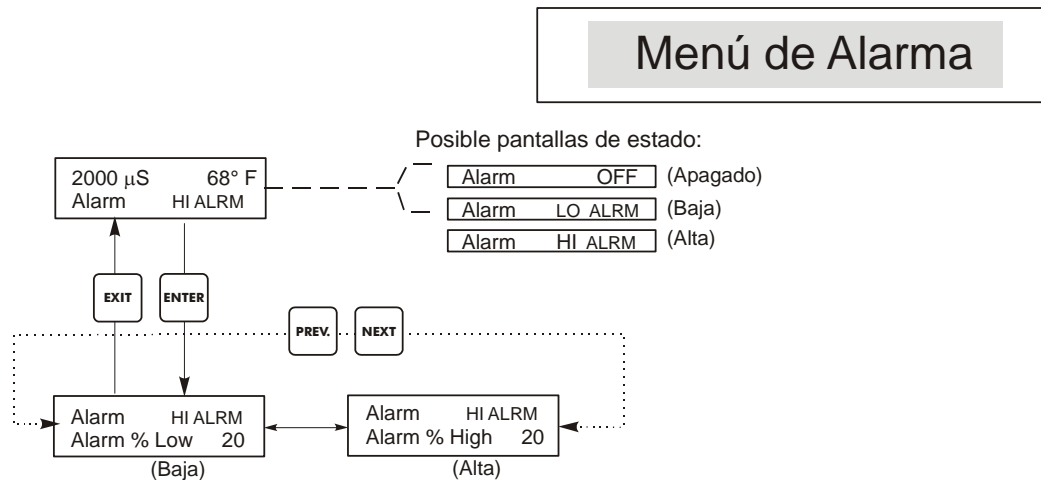 Menú de Alarma
Posible pantallas de estado:
2000 µS 68° F
Alarm HI ALRM
Alarm OFF (Apagado)
Alarm LO ALRM (Baja)
Alarm HI ALRM (Alta)
EXIT
ENTER
PREV.
NEXT
Alarm HI ALRM
Alarm % Low 20
(Baja)
Alarm HI ALRM
Alarm % High 20
(Alta)